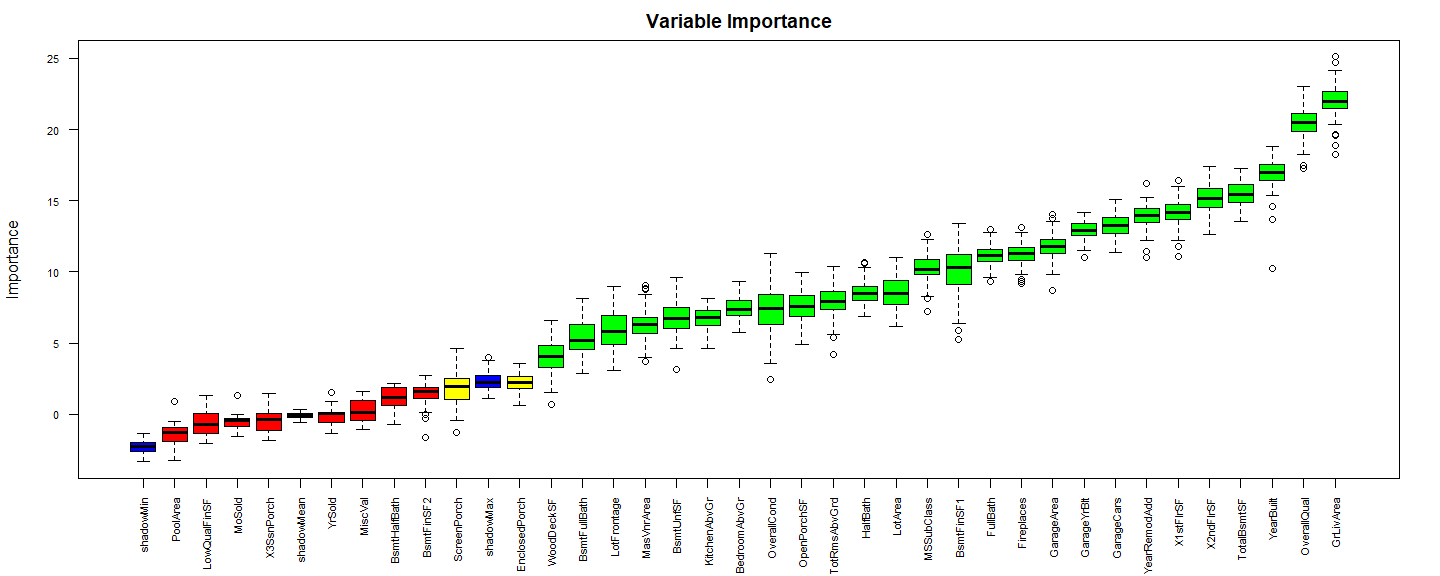 Variable Importance
Importance
25
20
15
10
5
0
shadowMin
PoolArea
LowQualFinSF
MoSold
X3SsnPorch
shadowMean
YrSold
MiscVal
BsmtHalfBath
BsmtFinSF2
ScreenPorch
shadowMax
EnclosedPorch
WoodDeckSF
BsmtFullBath
LotFrontage
MasVnrArea
BsmtUnfSF
KitchenAbvGr
BedroomAbvGr
OverallCond
OpenPorchSF
TotRmsAbvGrd
HalfBath
LotArea
MSSubClass
BsmtFinSF1
FullBath
Fireplaces
GarageArea
GarageYrBlt
GarageCars
YearRemodAdd
X1stFlrSF
X2ndFlrSF
TotalBsmtSF
YearBuilt
OverallQual
GrLivArea